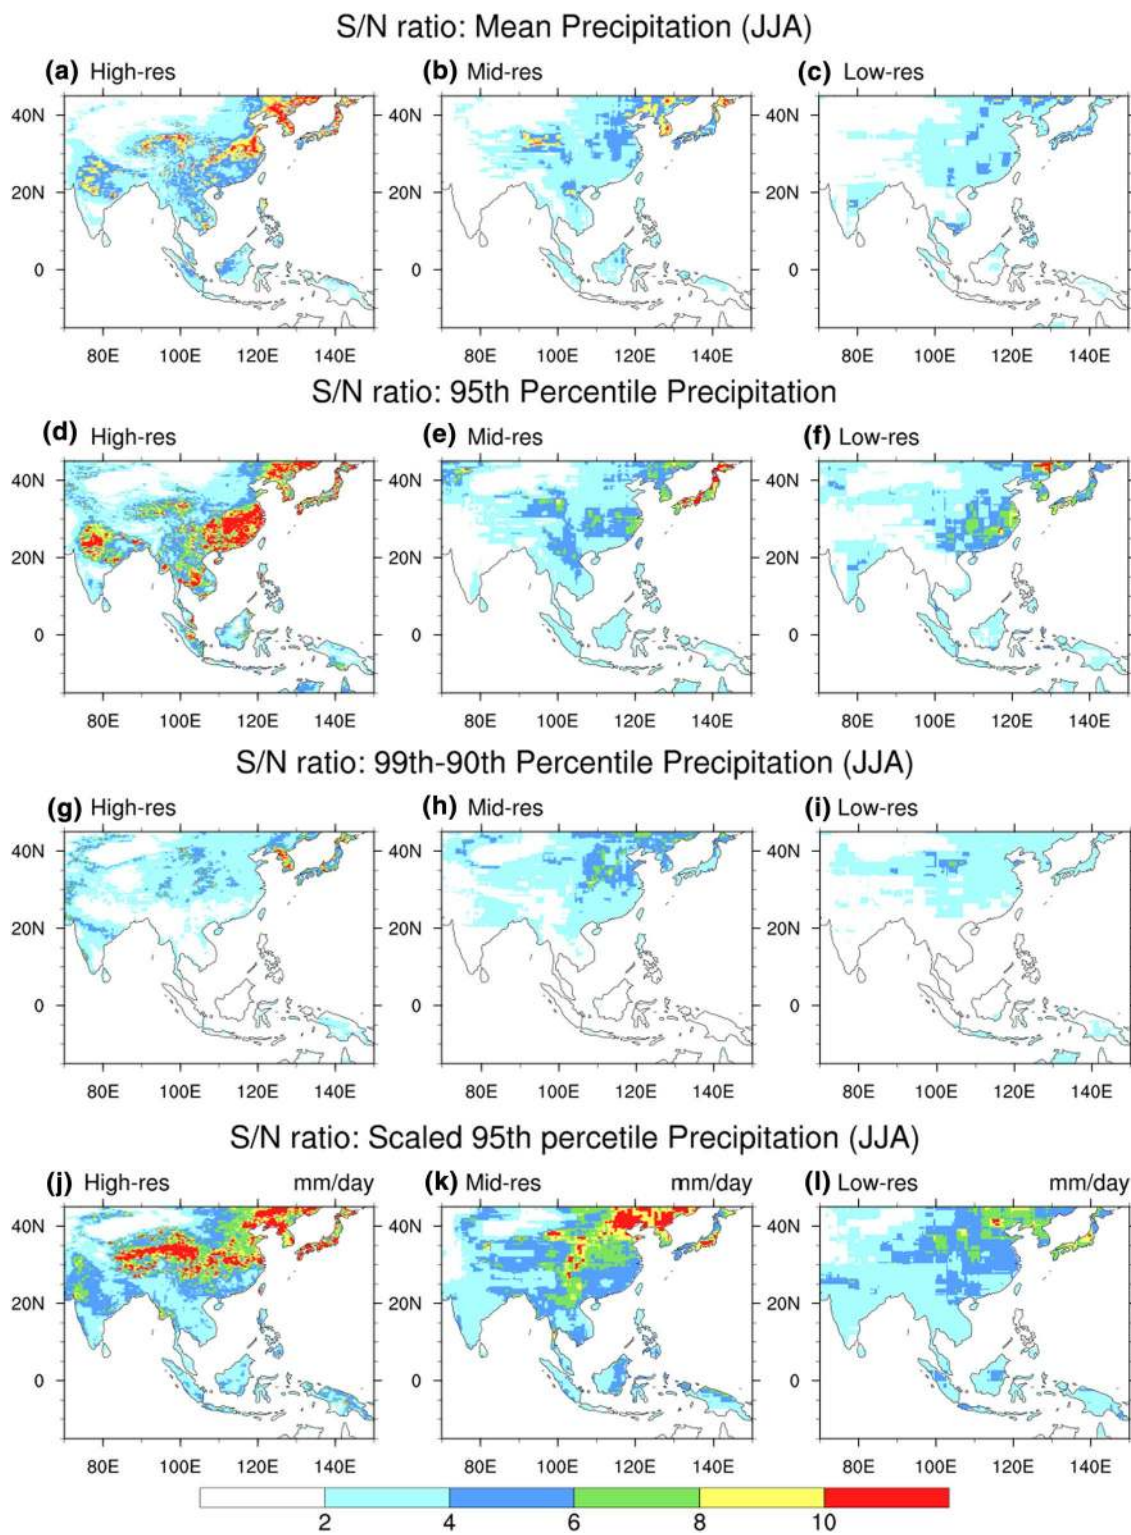 S/N ratio: Mean Precipitation (JJA)
(a) High-res (b) Mid-res (c) Low-res
40N
20N
0
80E 100E 120E 140E 80E 100E 120E 140E 80E 100E 120E 140E
S/N ratio: 95th Percentile Precipitation
(d) High-res (e) Mid-res (f) Low-res
40N 40N 40N
20N 20N 20N
0 0 0
80E 100E 120E 140E 80E 100E 120E 140E 80E 100E 120E 140E
S/N ratio: 99th-90th Percentile Precipitation (JJA)
(g) High-res (h) Mid-res (i) Low-res
40N 40N 40N
20N 20N 20N
0 0 0
80E 100E 120E 140E 80E 100E 120E 140E 80E 100E 120E 140E
S/N ratio: Scaled 95th percetile Precipitation (JJA)
(j) High-res mm/day (k) Mid-res mm/day (l) Low-res mm/day
40N 40N 40N
20N 20N 20N
0 0 0
80E 100E 120E 140E 80E 100E 120E 140E 80E 100E 120E 140E
2 4 6 8 10